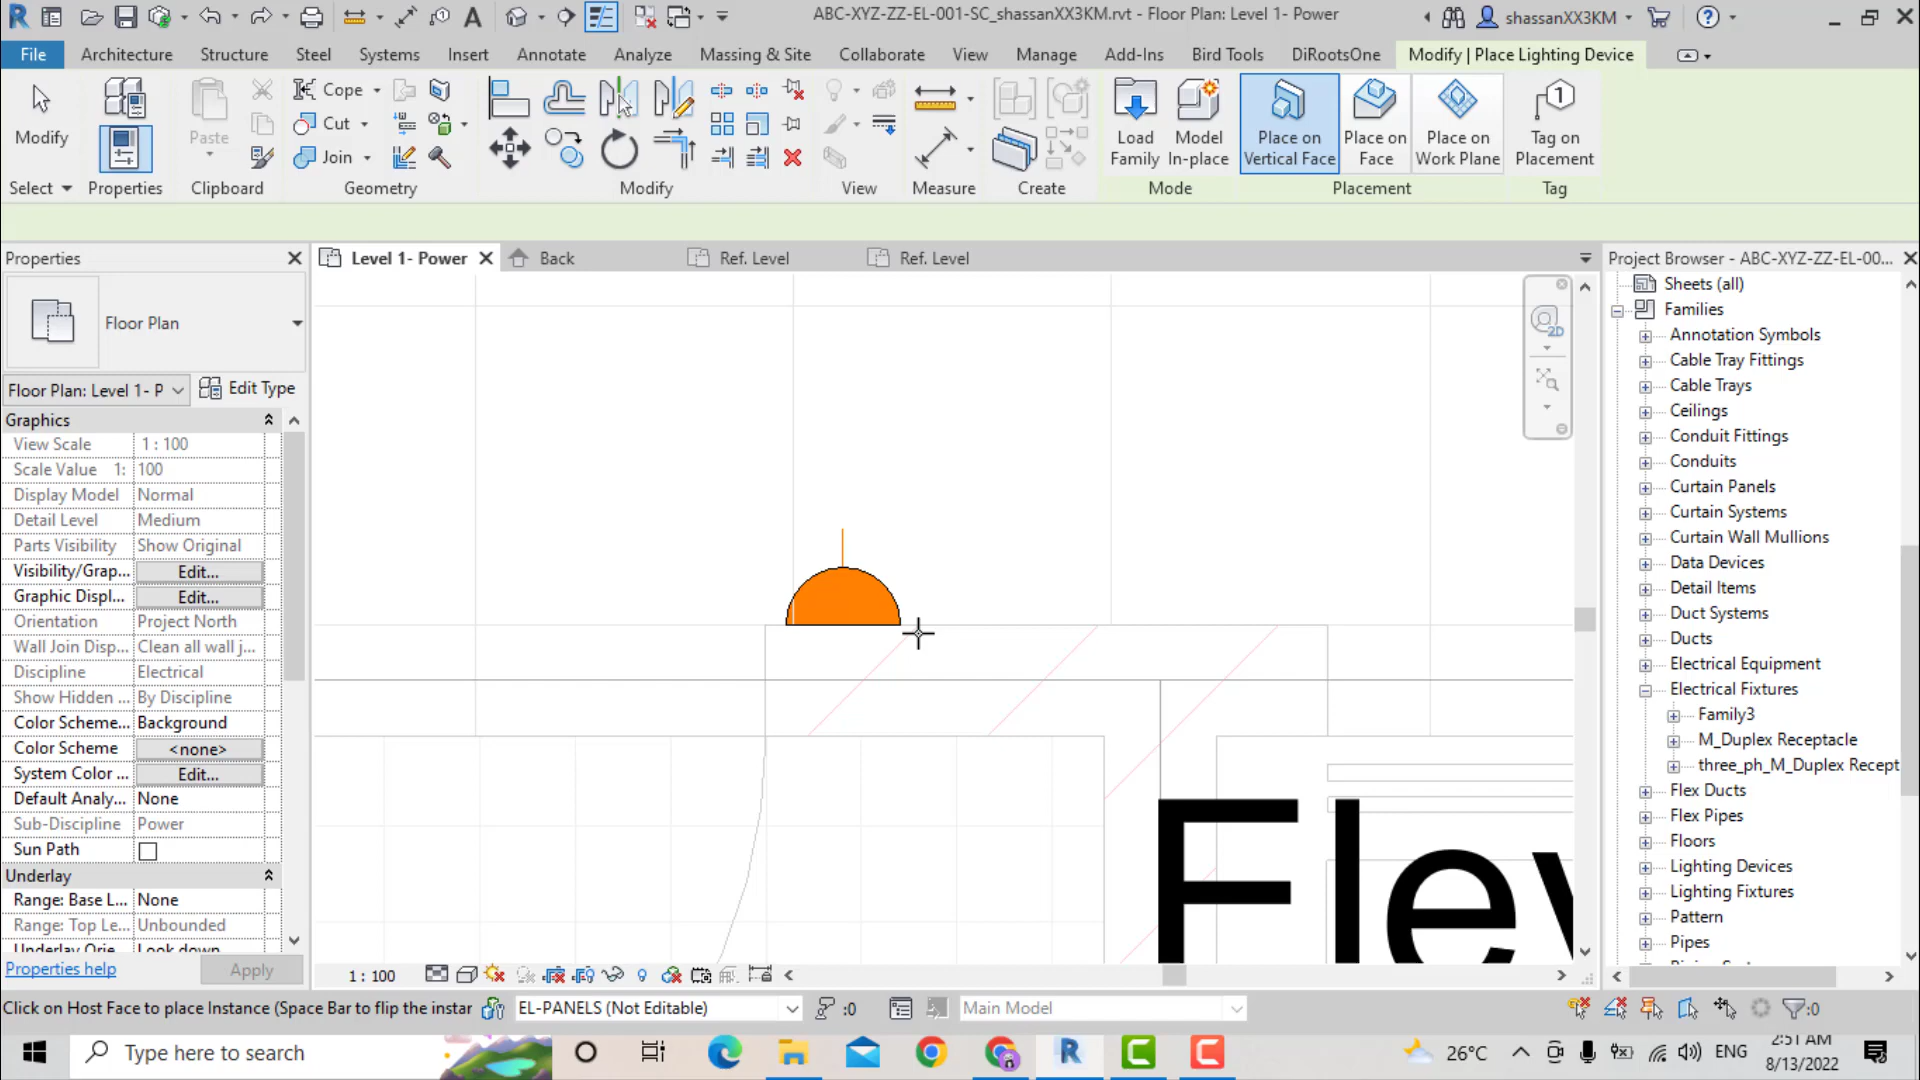 ABC-XYZ-ZZ-EL-001-SC_shassanXX3KM.rvt - Floor Plan: Level 1- Power
shassanXX3KM
File Architecture Structure Steel Systems Insert Annotate Analyze Massing & Site Collaborate View Manage Add-Ins Bird Tools DiRootsOne Modify | Place Lighting Device
Modify
Paste
Cope
Cut
Join
Load Family
Model In-place
Place on Vertical Face
Place on Face
Place on Work Plane
Tag on Placement
Select Properties Clipboard Geometry Modify View Measure Create Mode Placement Tag
Properties
Floor Plan
Floor Plan: Level 1- P
Edit Type
Graphics
View Scale 1 : 100
Scale Value 1: 100
Display Model Normal
Detail Level Medium
Parts Visibility Show Original
Visibility/Grap... Edit...
Graphic Displ... Edit...
Orientation Project North
Wall Join Disp... Clean all wall j...
Discipline Electrical
Show Hidden ... By Discipline
Color Scheme... Background
Color Scheme <none>
System Color ... Edit...
Default Analy... None
Sub-Discipline Power
Sun Path
Underlay
Range: Base L... None
Range: Top Le... Unbounded
Underlay Orie... Look down
Properties help
Apply
Level 1- Power
Back
Ref. Level
Ref. Level
2D
Flev
1 : 100
Project Browser - ABC-XYZ-ZZ-EL-00...
Sheets (all)
Families
Annotation Symbols
Cable Tray Fittings
Cable Trays
Ceilings
Conduit Fittings
Conduits
Curtain Panels
Curtain Systems
Curtain Wall Mullions
Data Devices
Detail Items
Duct Systems
Ducts
Electrical Equipment
Electrical Fixtures
Family3
M_Duplex Receptacle
three_ph_M_Duplex Recept
Flex Ducts
Flex Pipes
Floors
Lighting Devices
Lighting Fixtures
Pattern
Pipes
Click on Host Face to place Instance (Space Bar to flip the instar
EL-PANELS (Not Editable)
:0
Main Model
:0
Type here to search
26°C
ENG
2:51 AM
8/13/2022